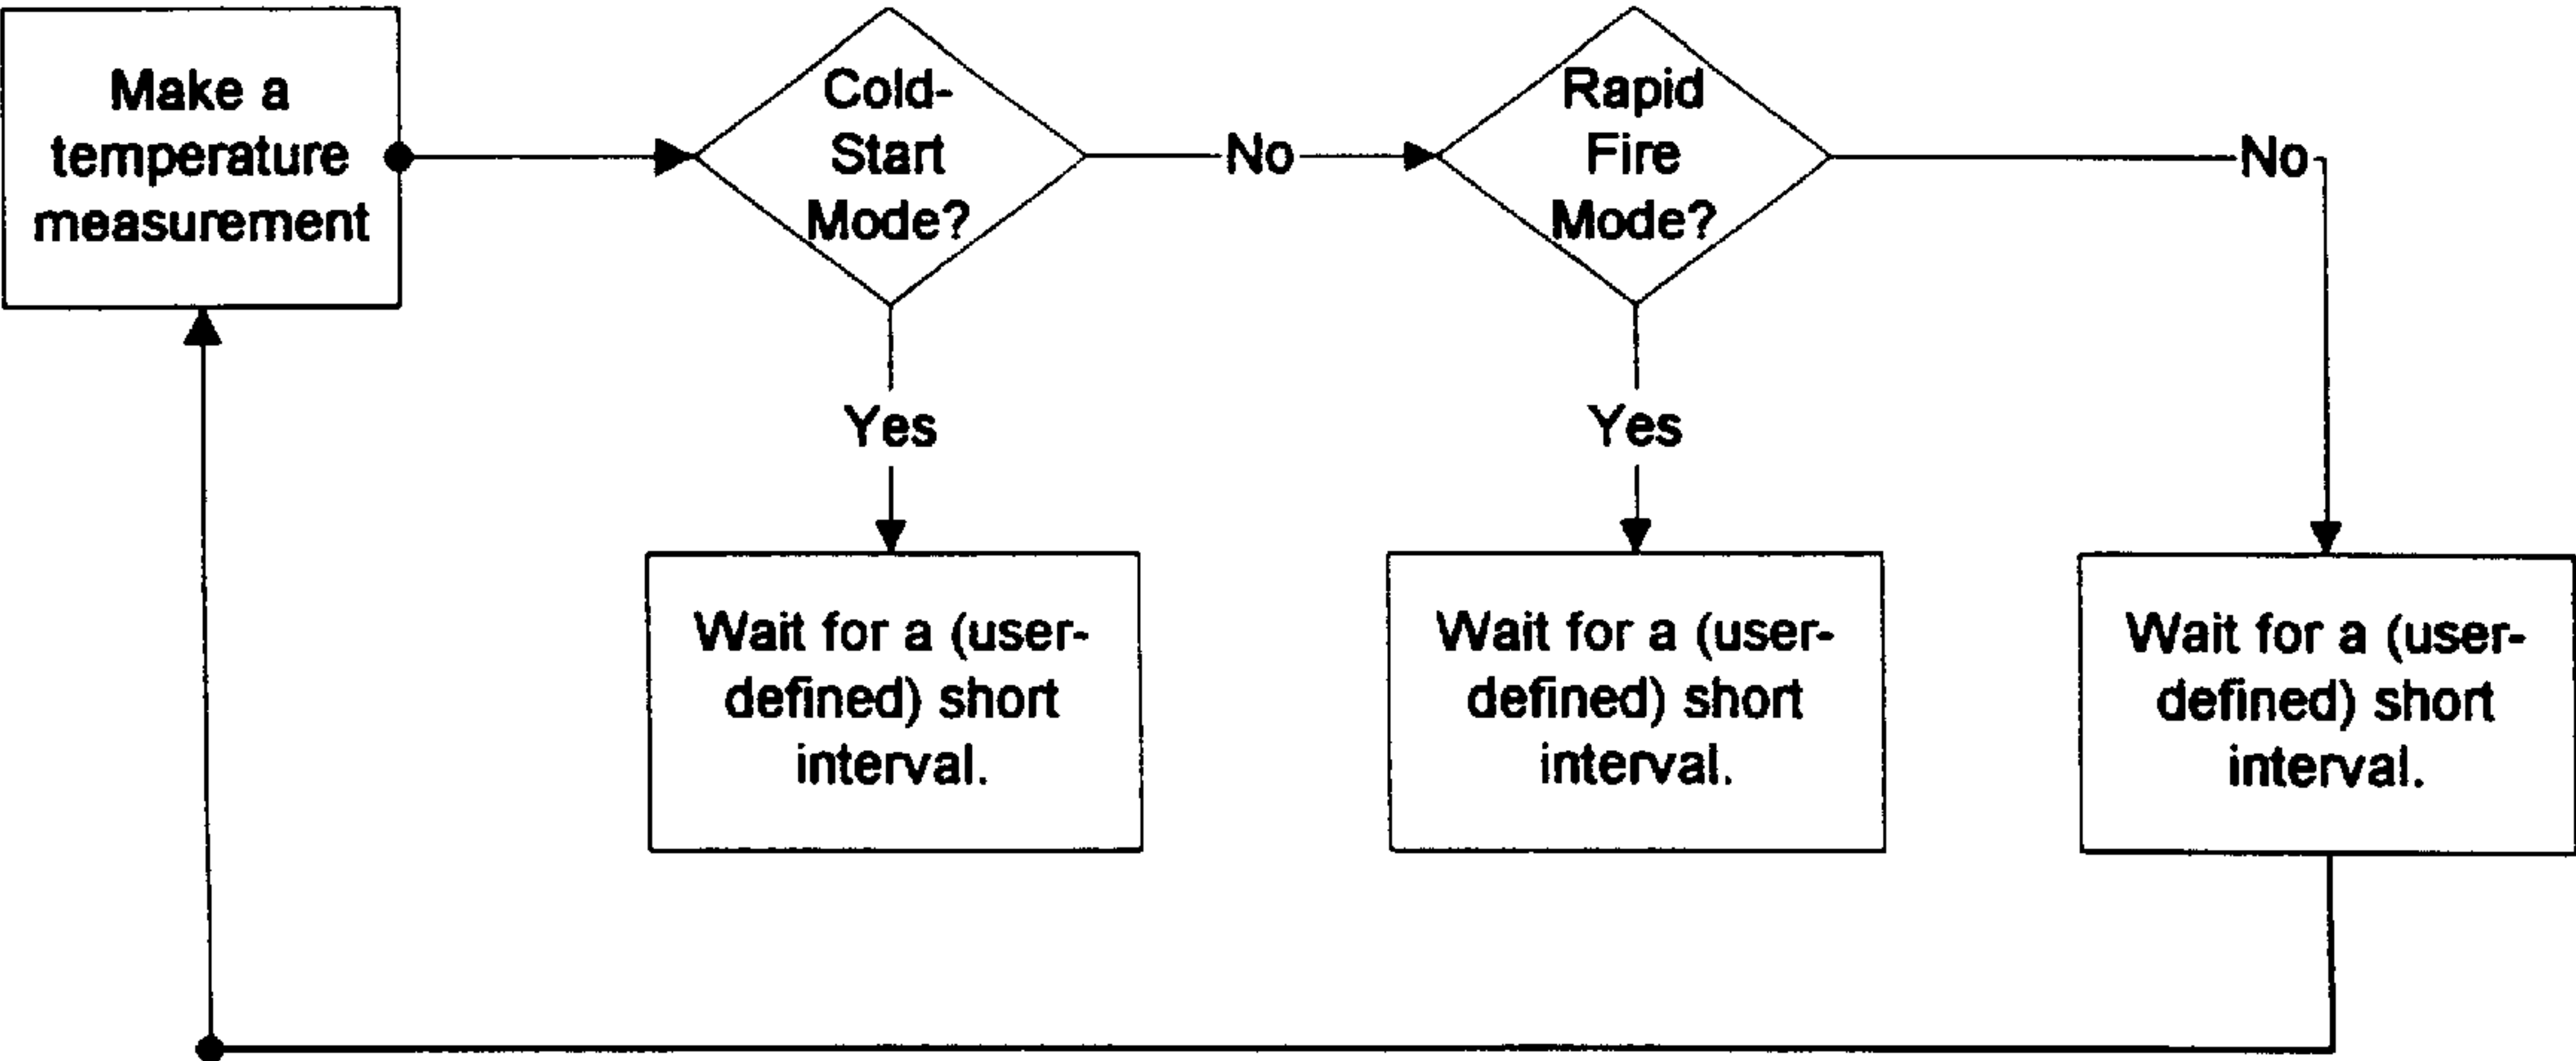 Make a
temperature
measurement
Cold-
Start
Mode?
No
Rapid
Fire
Mode?
No
Yes
Yes
Wait for a (user-
defined) short
interval.
Wait for a (user-
defined) short
interval.
Wait for a (user-
defined) short
interval.